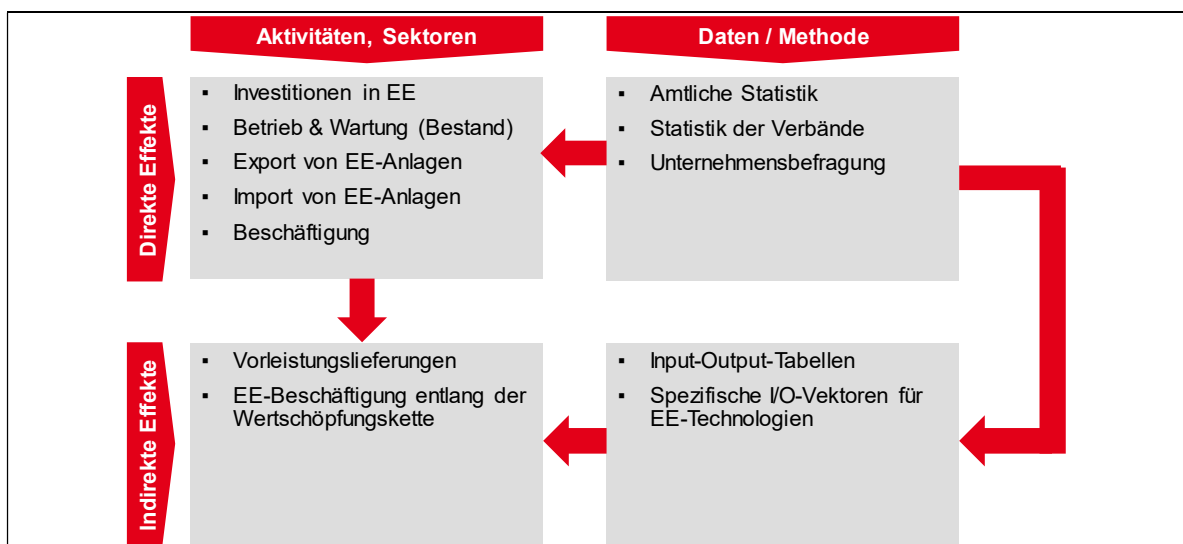 Aktivitäten, Sektoren
Daten / Methode
Direkte Effekte
▪ Investitionen in EE
▪ Betrieb & Wartung (Bestand)
▪ Export von EE-Anlagen
▪ Import von EE-Anlagen
▪ Beschäftigung
▪ Amtliche Statistik
▪ Statistik der Verbände
▪ Unternehmensbefragung
Indirekte Effekte
▪ Vorleistungslieferungen
▪ EE-Beschäftigung entlang der
Wertschöpfungskette
▪ Input-Output-Tabellen
▪ Spezifische I/O-Vektoren für
EE-Technologien